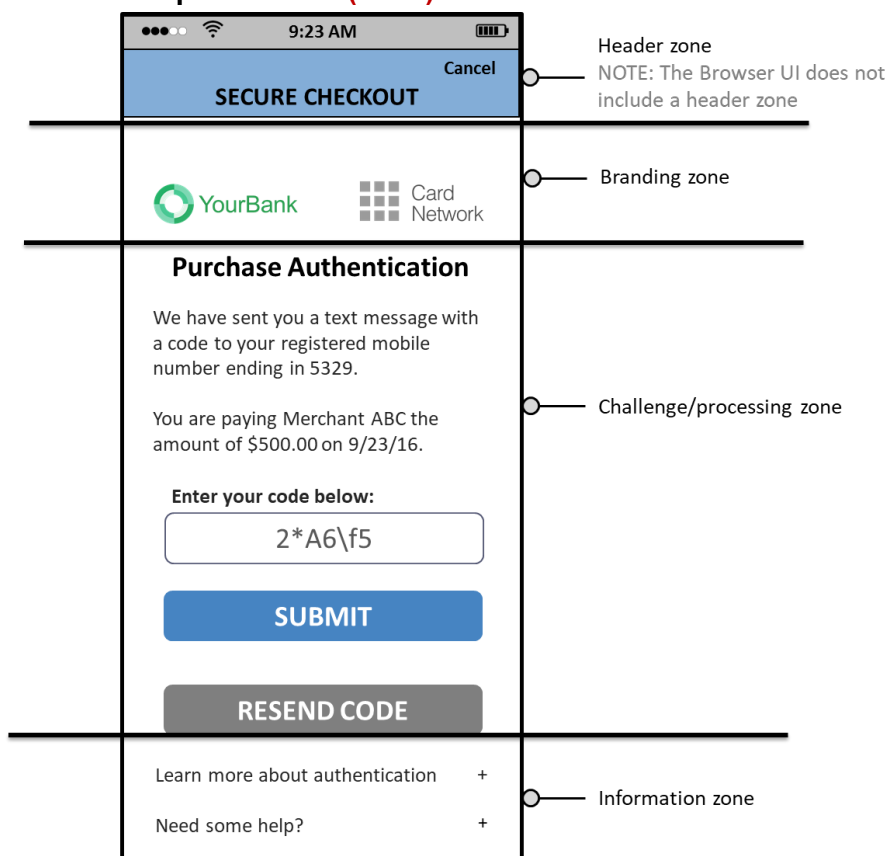 9:23 AM
Cancel
SECURE CHECKOUT
Header zone
NOTE: The Browser UI does not
include a header zone
YourBank
Card
Network
Branding zone
Purchase Authentication
We have sent you a text message with
a code to your registered mobile
number ending in 5329.
You are paying Merchant ABC the
amount of $500.00 on 9/23/16.
Challenge/processing zone
Enter your code below:
2*A6\f5
SUBMIT
RESEND CODE
Learn more about authentication +
Need some help? +
Information zone